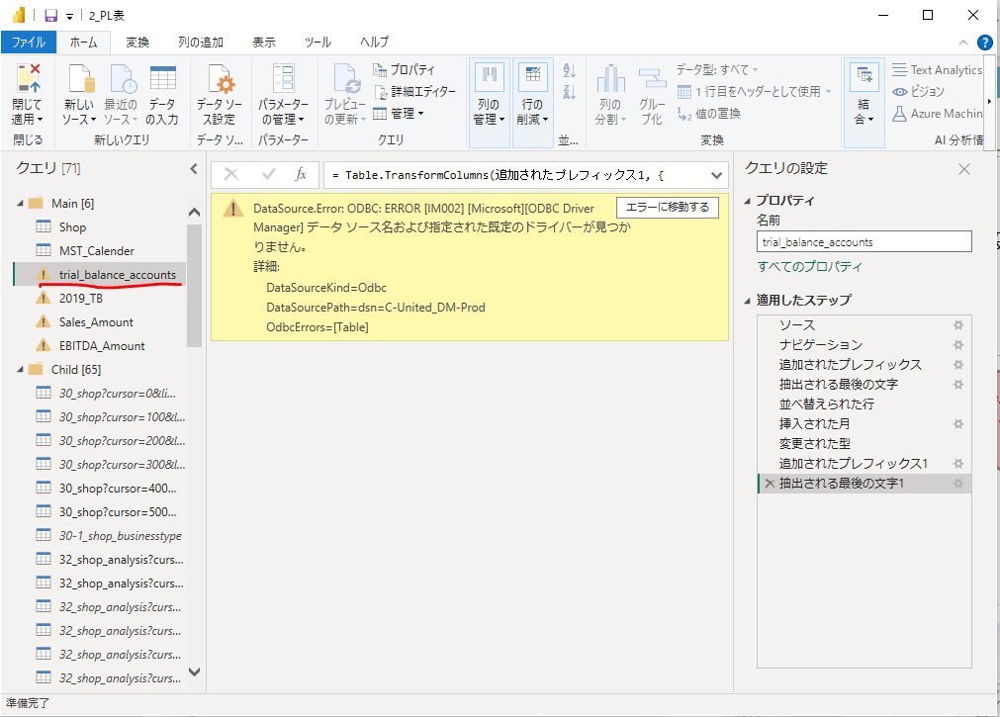 2_PL表
ファイル ホーム 変換 列の追加 表示 ツール ヘルプ
閉じて
適用
閉じる
新しい
ソース
最近の
ソース
データ
の入力
新しいクエリ
データ ソー
ス設定
データ ソ...
パラメーター
の管理
パラメーター
プレビュー
の更新
プロパティ
詳細エディター
管理
クエリ
列の
管理
行の
削減
並...
列の
分割
グルー
プ化
データ型: すべて
1 行目をヘッダーとして使用
値の置換
変換
結
合
Text Analytics
ビジョン
Azure Machin
AI 分析情
クエリ [71]
Main [6]
Shop
MST_Calender
trial_balance_accounts
2019_TB
Sales_Amount
EBITDA_Amount
Child [65]
30_shop?cursor=0&li...
30_shop?cursor=100&l...
30_shop?cursor=200&l...
30_shop?cursor=300&l...
30_shop?cursor=400...
30_shop?cursor=500...
30-1_shop_businesstype
32_shop_analysis?curs...
32_shop_analysis?curs...
32_shop_analysis?curs...
32_shop_analysis?curs...
32_shop_analysis?curs...
32_shop_analysis?curs...
fx
= Table.TransformColumns(追加されたプレフィックス1, {
DataSource.Error: ODBC: ERROR [IM002] [Microsoft][ODBC Driver
Manager] データ ソース名および指定された既定のドライバーが見つか
りません。
詳細:
DataSourceKind=Odbc
DataSourcePath=dsn=C-United_DM-Prod
OdbcErrors=[Table]
エラーに移動する
クエリの設定
プロパティ
名前
trial_balance_accounts
すべてのプロパティ
適用したステップ
ソース
ナビゲーション
追加されたプレフィックス
抽出される最後の文字
並べ替えられた行
挿入された月
変更された型
追加されたプレフィックス1
抽出される最後の文字1
準備完了